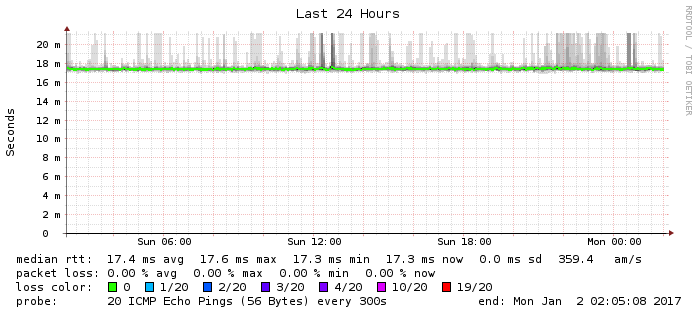 Last 24 Hours
RRDTOOL / TOBI OETIKER
Seconds
20 m
18 m
16 m
14 m
12 m
10 m
8 m
6 m
4 m
2 m
0
Sun 06:00 Sun 12:00 Sun 18:00 Mon 00:00
median rtt: 17.4 ms avg 17.6 ms max 17.3 ms min 17.3 ms now 0.0 ms sd 359.4 am/s
packet loss: 0.00 % avg 0.00 % max 0.00 % min 0.00 % now
loss color: 0 1/20 2/20 3/20 4/20 10/20 19/20
probe: 20 ICMP Echo Pings (56 Bytes) every 300s end: Mon Jan 2 02:05:08 2017